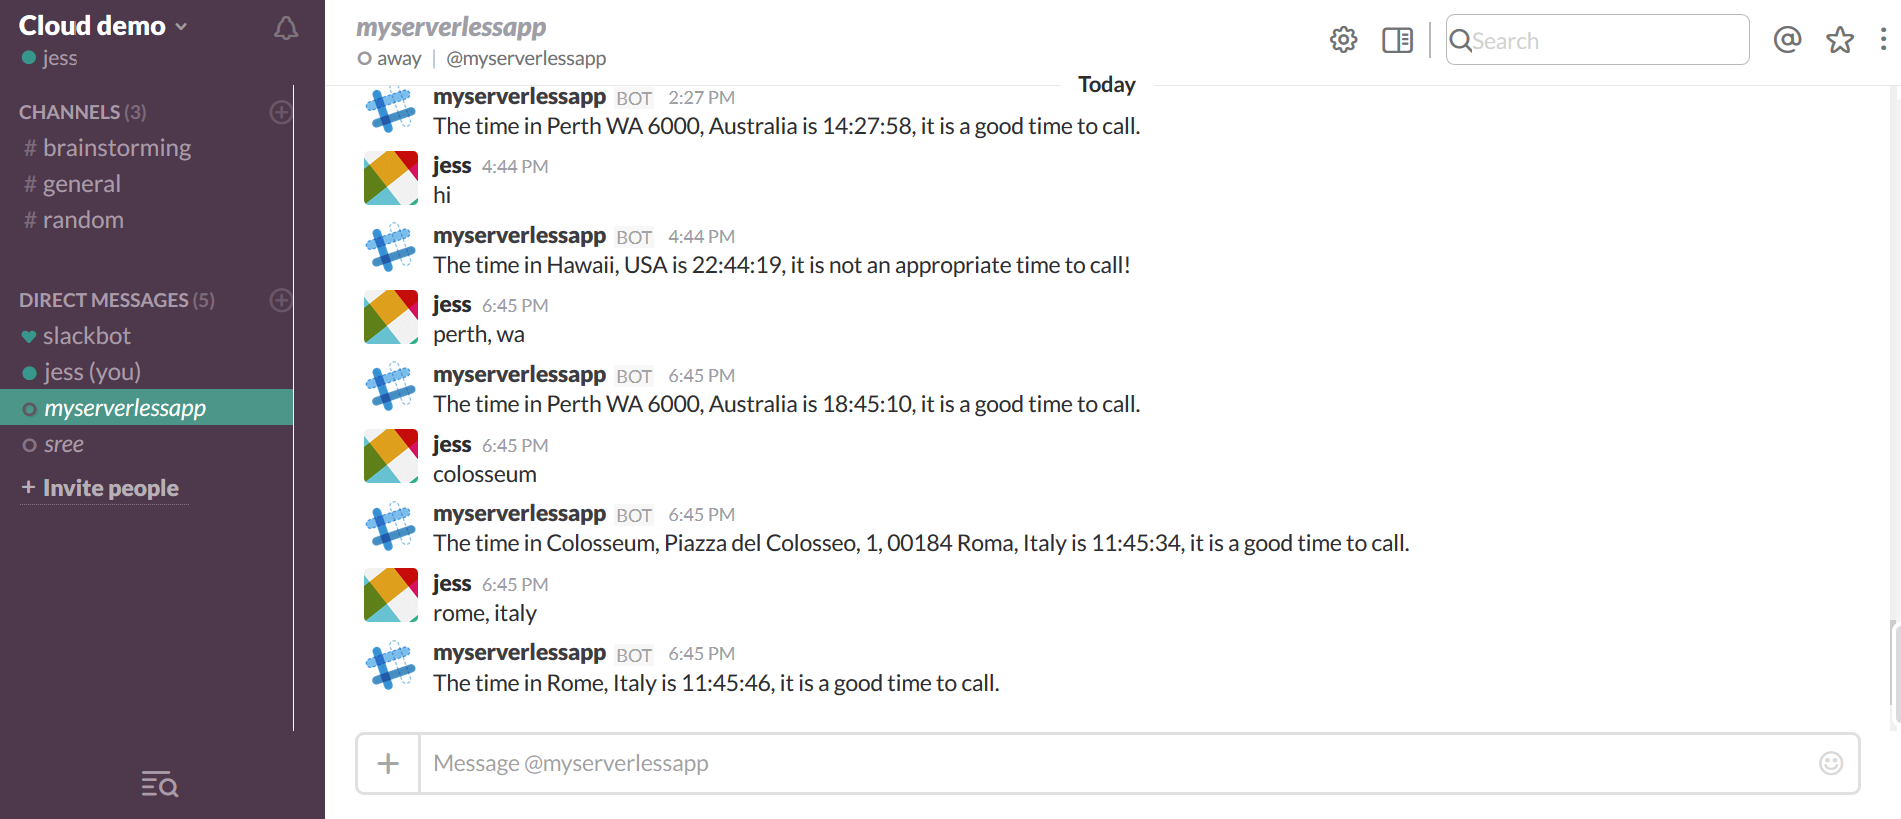 Cloud demo
jess
CHANNELS (3)
# brainstorming
# general
# random
DIRECT MESSAGES (5)
slackbot
jess (you)
myserverlessapp
sree
+ Invite people
myserverlessapp
away | @myserverlessapp
Search
Today
myserverlessapp BOT 2:27 PM
The time in Perth WA 6000, Australia is 14:27:58, it is a good time to call.
jess 4:44 PM
hi
myserverlessapp BOT 4:44 PM
The time in Hawaii, USA is 22:44:19, it is not an appropriate time to call!
jess 6:45 PM
perth, wa
myserverlessapp BOT 6:45 PM
The time in Perth WA 6000, Australia is 18:45:10, it is a good time to call.
jess 6:45 PM
colosseum
myserverlessapp BOT 6:45 PM
The time in Colosseum, Piazza del Colosseo, 1, 00184 Roma, Italy is 11:45:34, it is a good time to call.
jess 6:45 PM
rome, italy
myserverlessapp BOT 6:45 PM
The time in Rome, Italy is 11:45:46, it is a good time to call.
Message @myserverlessapp